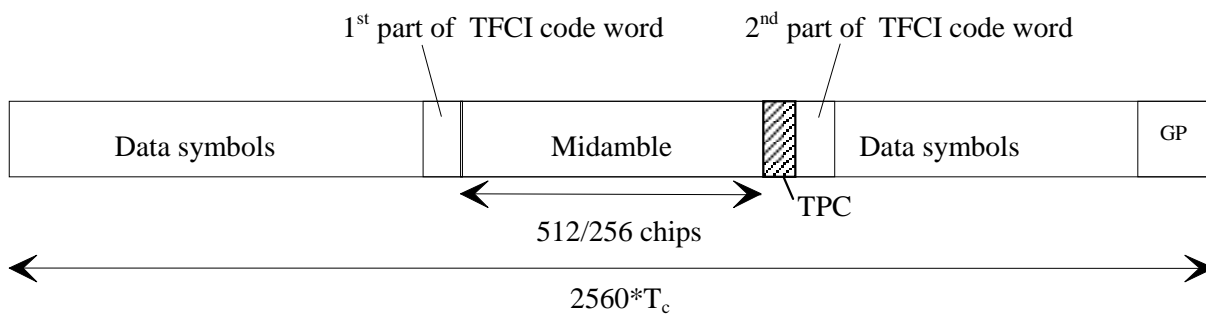 1st part of TFCI code word
2nd part of TFCI code word
Data symbols
Midamble
Data symbols
GP
TPC
512/256 chips
2560*Tc